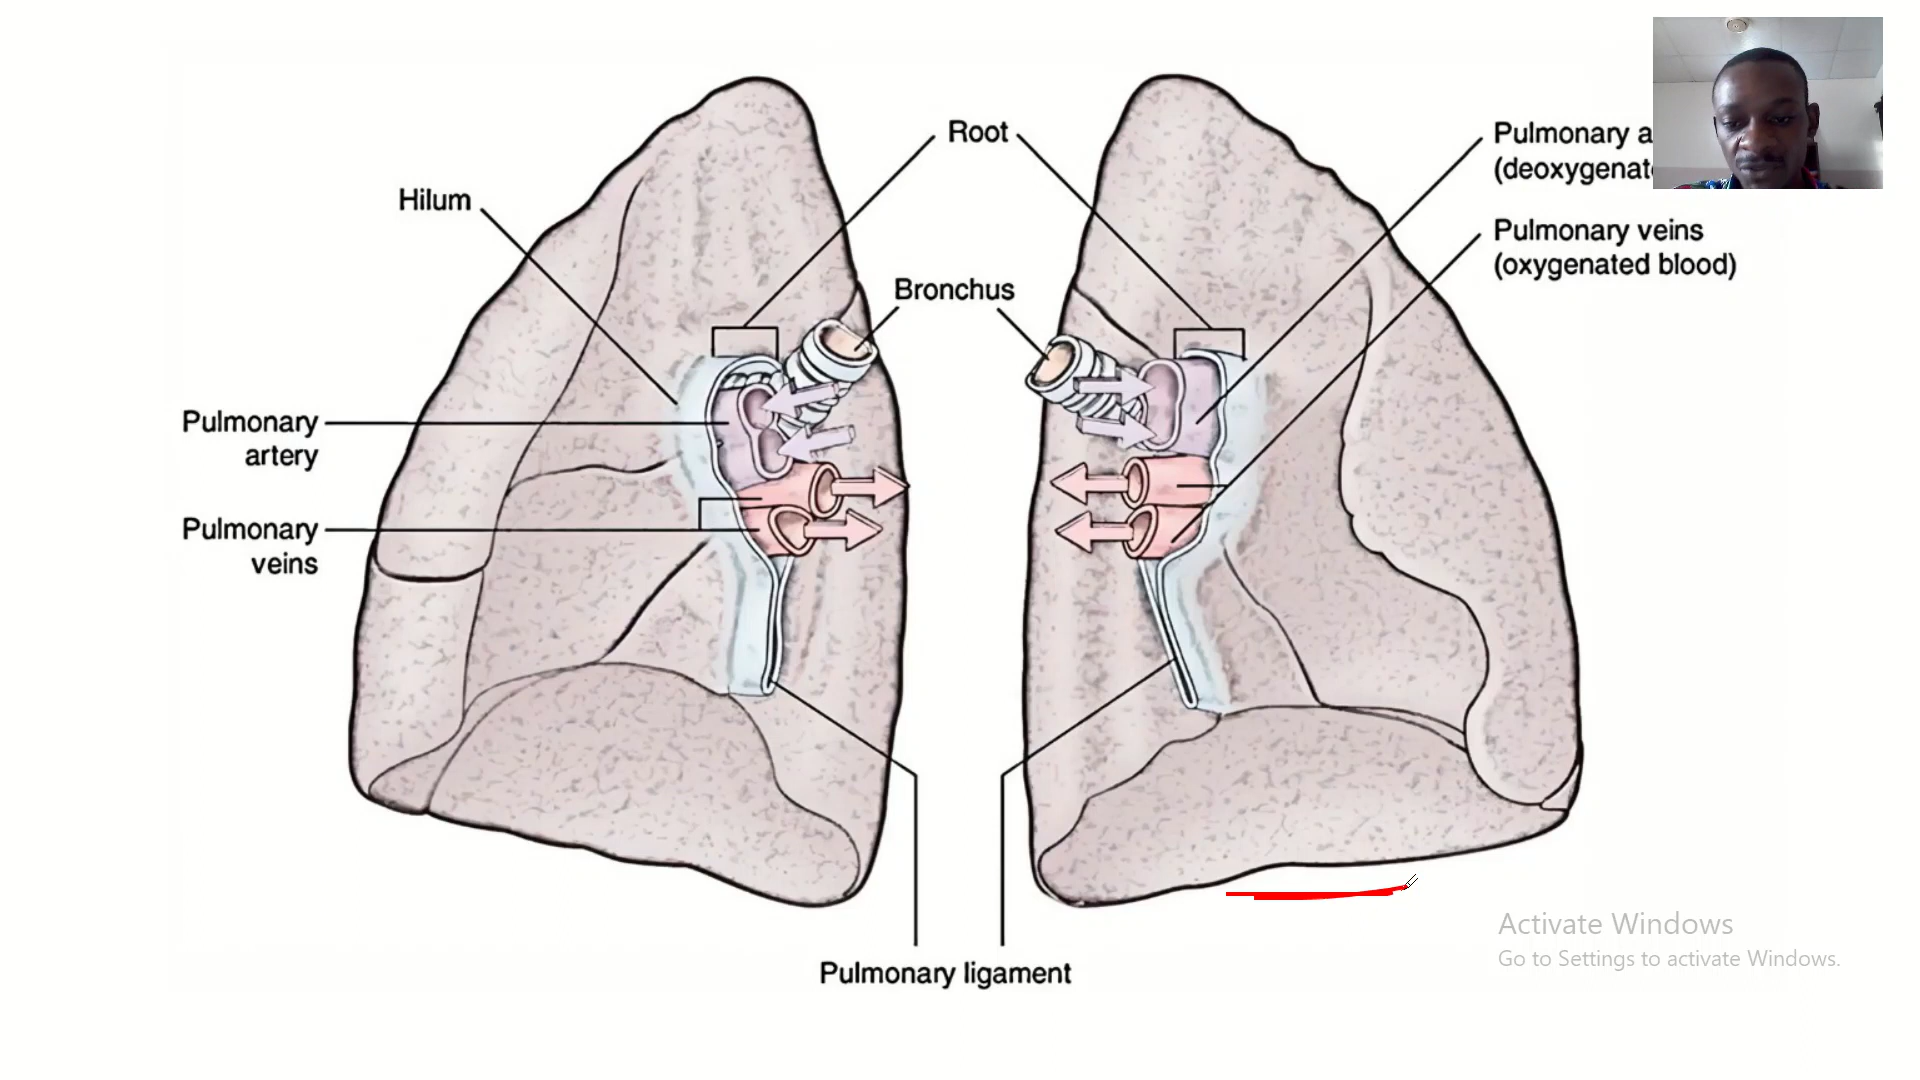 Root
Pulmonary a
(deoxygenat
Hilum
Pulmonary veins
(oxygenated blood)
Bronchus
Pulmonary
artery
Pulmonary
veins
Pulmonary ligament
Activate Windows
Go to Settings to activate Windows.